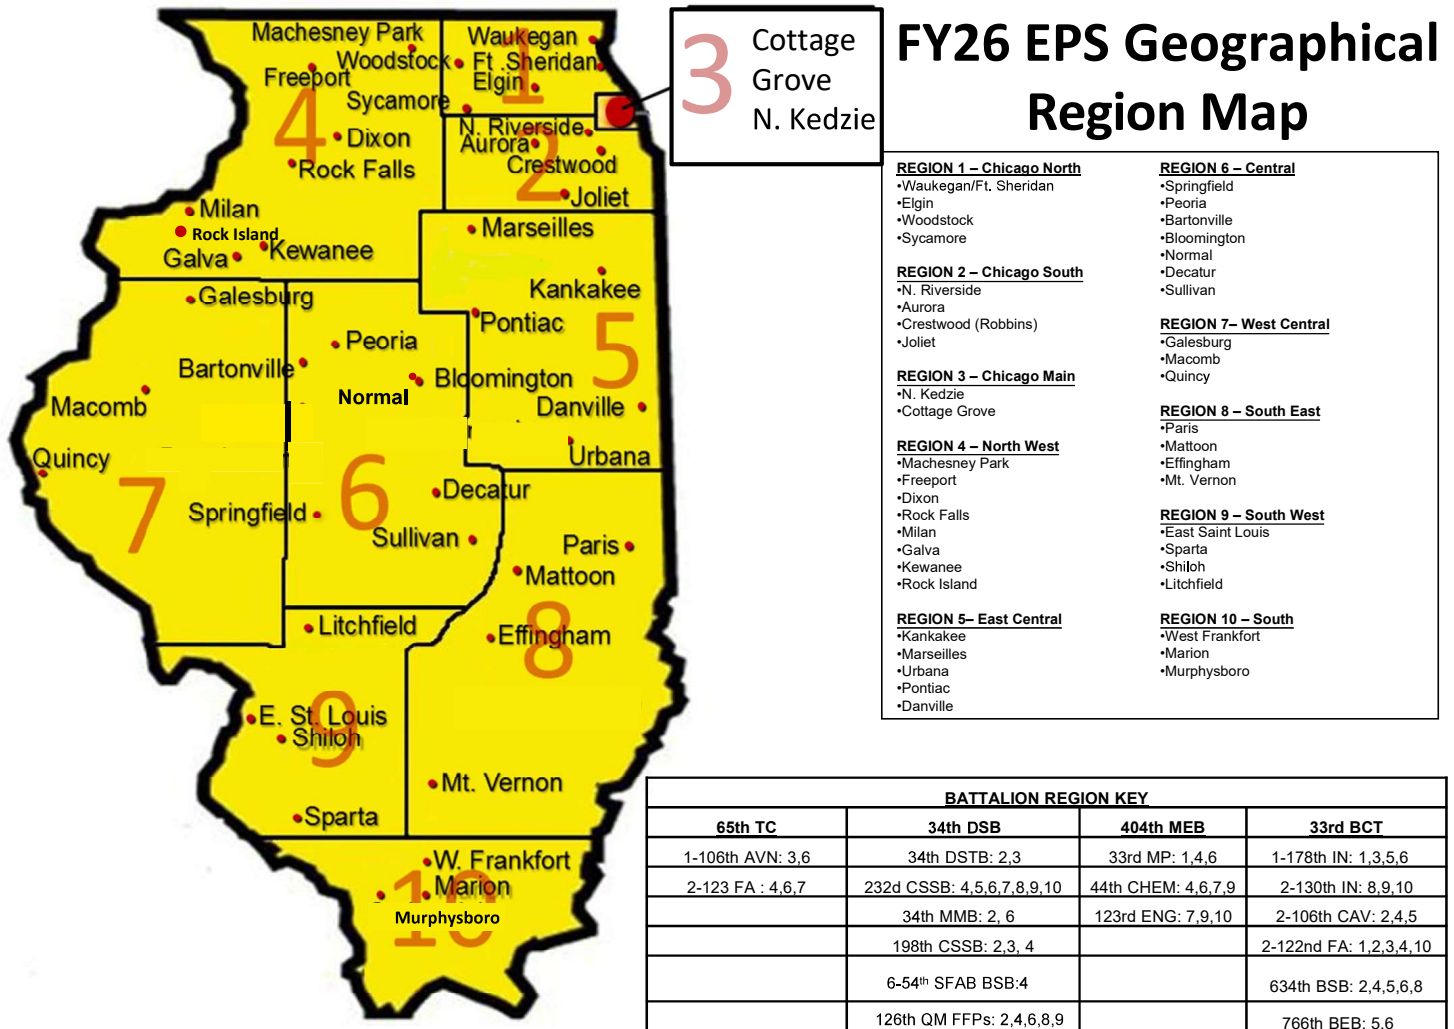 FY26 EPS Geographical
Region Map
3
Cottage
Grove
N. Kedzie
Machesney Park
Waukegan
Woodstock
Ft. Sheridan
Freeport
Elgin
1
Sycamore
4
N. Riverside
Dixon
Aurora
2
Crestwood
Rock Falls
Joliet
Milan
Rock Island
Marseilles
Galva
Kewanee
Kankakee
Galesburg
Pontiac
Peoria
5
Bartonville
Bloomington
Normal
Macomb
Danville
Quincy
Urbana
7
6
Decatur
Springfield
Sullivan
Paris
Mattoon
Litchfield
Effingham
8
E. St. Louis
9
Shiloh
Mt. Vernon
Sparta
W. Frankfort
Marion
10
Murphysboro
REGION 1 – Chicago North
•Waukegan/Ft. Sheridan
•Elgin
•Woodstock
•Sycamore
REGION 2 – Chicago South
•N. Riverside
•Aurora
•Crestwood (Robbins)
•Joliet
REGION 3 – Chicago Main
•N. Kedzie
•Cottage Grove
REGION 4 – North West
•Machesney Park
•Freeport
•Dixon
•Rock Falls
•Milan
•Galva
•Kewanee
•Rock Island
REGION 5– East Central
•Kankakee
•Marseilles
•Urbana
•Pontiac
•Danville
REGION 6 – Central
•Springfield
•Peoria
•Bartonville
•Bloomington
•Normal
•Decatur
•Sullivan
REGION 7– West Central
•Galesburg
•Macomb
•Quincy
REGION 8 – South East
•Paris
•Mattoon
•Effingham
•Mt. Vernon
REGION 9 – South West
•East Saint Louis
•Sparta
•Shiloh
•Litchfield
REGION 10 – South
•West Frankfort
•Marion
•Murphysboro
BATTALION REGION KEY
65th TC 34th DSB 404th MEB 33rd BCT
1-106th AVN: 3,6 34th DSTB: 2,3 33rd MP: 1,4,6 1-178th IN: 1,3,5,6
2-123 FA : 4,6,7 232d CSSB: 4,5,6,7,8,9,10 44th CHEM: 4,6,7,9 2-130th IN: 8,9,10
34th MMB: 2, 6 123rd ENG: 7,9,10 2-106th CAV: 2,4,5
198th CSSB: 2,3, 4 2-122nd FA: 1,2,3,4,10
6-54th SFAB BSB:4 634th BSB: 2,4,5,6,8
126th QM FFPs: 2,4,6,8,9 766th BEB: 5,6